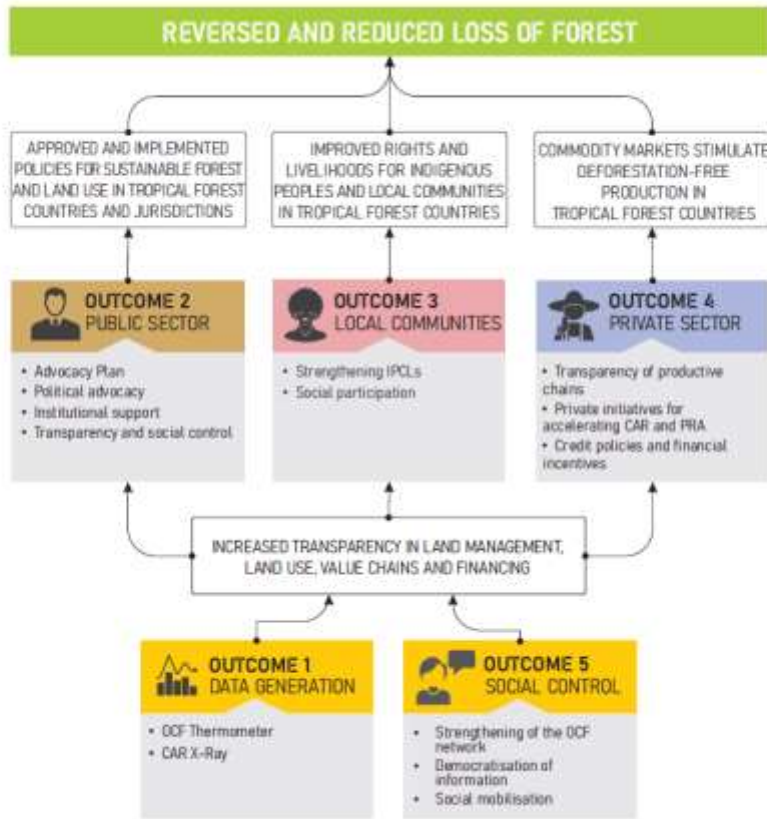 REVERSED AND REDUCED LOSS OF FOREST
APPROVED AND IMPLEMENTED
POLICIES FOR SUSTAINABLE FOREST
AND LAND USE IN TROPICAL FOREST
COUNTRIES AND JURISDICTIONS
IMPROVED RIGHTS AND
LIVELIHOODS FOR INDIGENOUS
PEOPLES AND LOCAL COMMUNITIES
IN TROPICAL FOREST COUNTRIES
COMMODITY MARKETS STIMULATE
DEFORESTATION-FREE
PRODUCTION IN
TROPICAL FOREST COUNTRIES
OUTCOME 2
PUBLIC SECTOR
• Advocacy Plan
• Political advocacy
• Institutional support
• Transparency and social control
OUTCOME 3
LOCAL COMMUNITIES
• Strengthening IPCLs
• Social participation
OUTCOME 4
PRIVATE SECTOR
• Transparency of productive
chains
• Private initiatives for
accelerating CAR and PRA
• Credit policies and financial
incentives
INCREASED TRANSPARENCY IN LAND MANAGEMENT,
LAND USE, VALUE CHAINS AND FINANCING
OUTCOME 1
DATA GENERATION
• OCF Thermometer
• CAR X-Ray
OUTCOME 5
SOCIAL CONTROL
• Strengthening of the OCF
network
• Democratisation of
information
• Social mobilisation